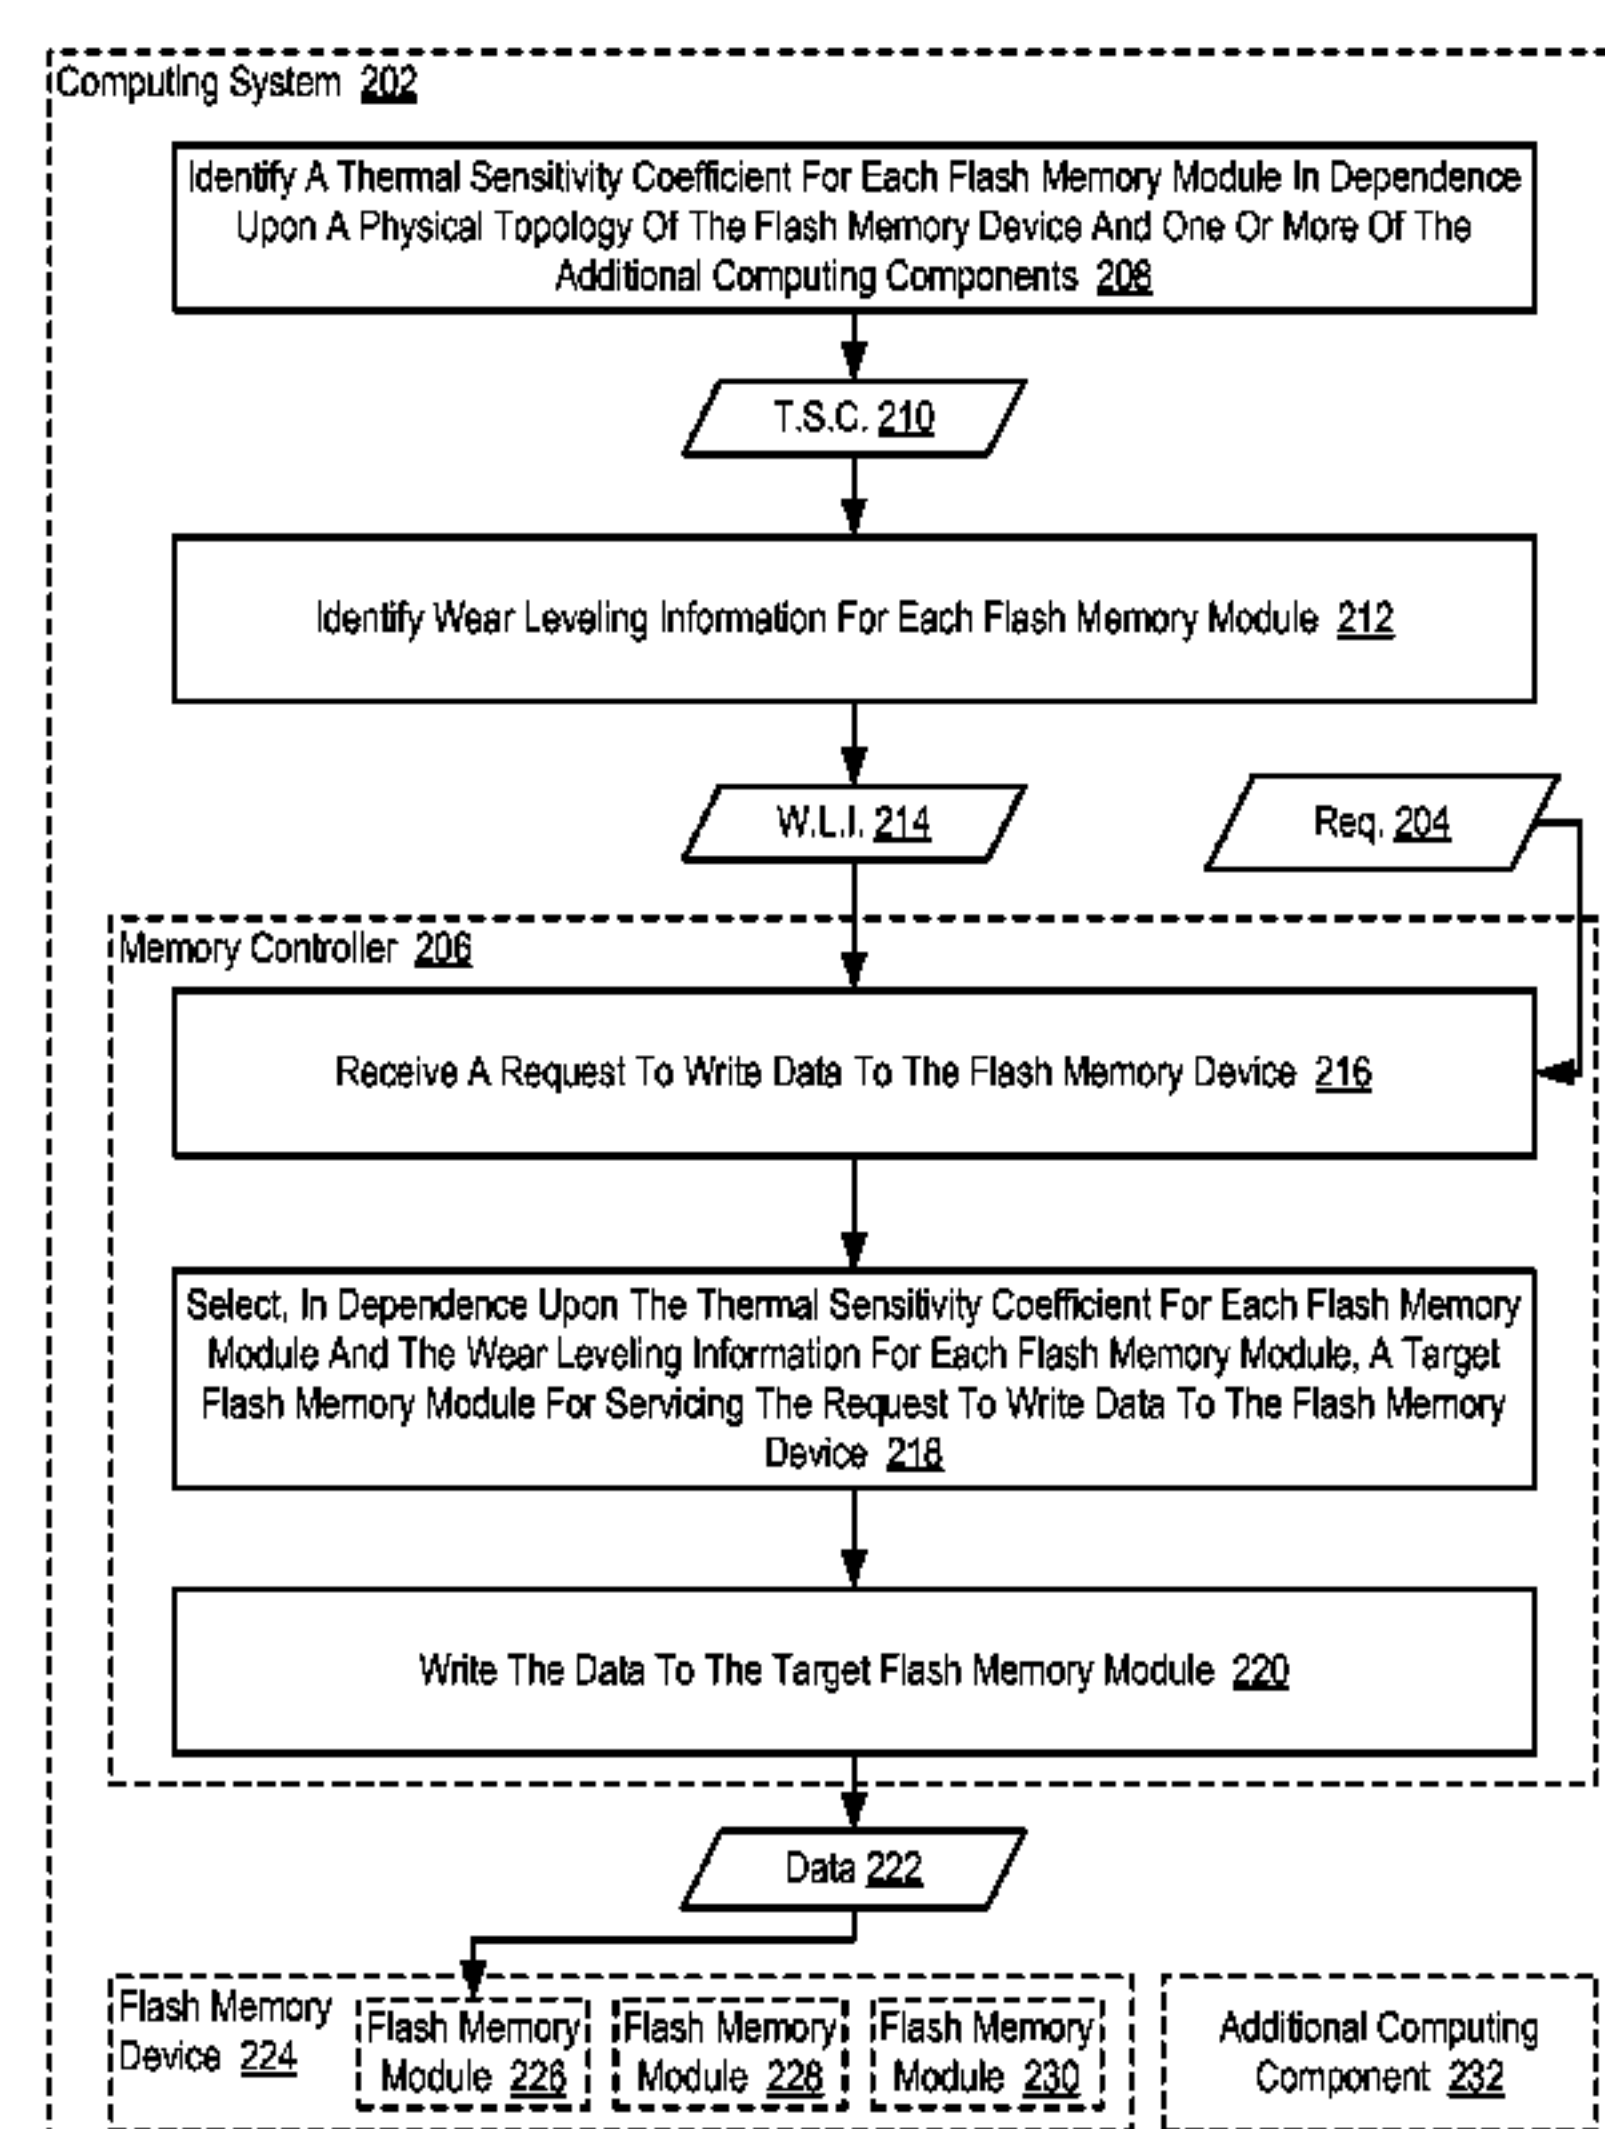 Computing System 202
Identify A Thermal Sensitivity Coefficient For Each Flash Memory Module In Dependence
Upon A Physical Topology Of The Flash Memory Device And One Or More Of The
Additional Computing Components 208
T.S.C. 210
Identify Wear Leveling Information For Each Flash Memory Module 212
W.L.I. 214
Req. 204
Memory Controller 206
Receive A Request To Write Data To The Flash Memory Device 216
Select, In Dependence Upon The Thermal Sensitivity Coefficient For Each Flash Memory
Module And The Wear Leveling Information For Each Flash Memory Module, A Target
Flash Memory Module For Servicing The Request To Write Data To The Flash Memory
Device 218
Write The Data To The Target Flash Memory Module 220
Data 222
Flash Memory
Device 224
Flash Memory
Module 226
Flash Memory
Module 228
Flash Memory
Module 230
Additional Computing
Component 232